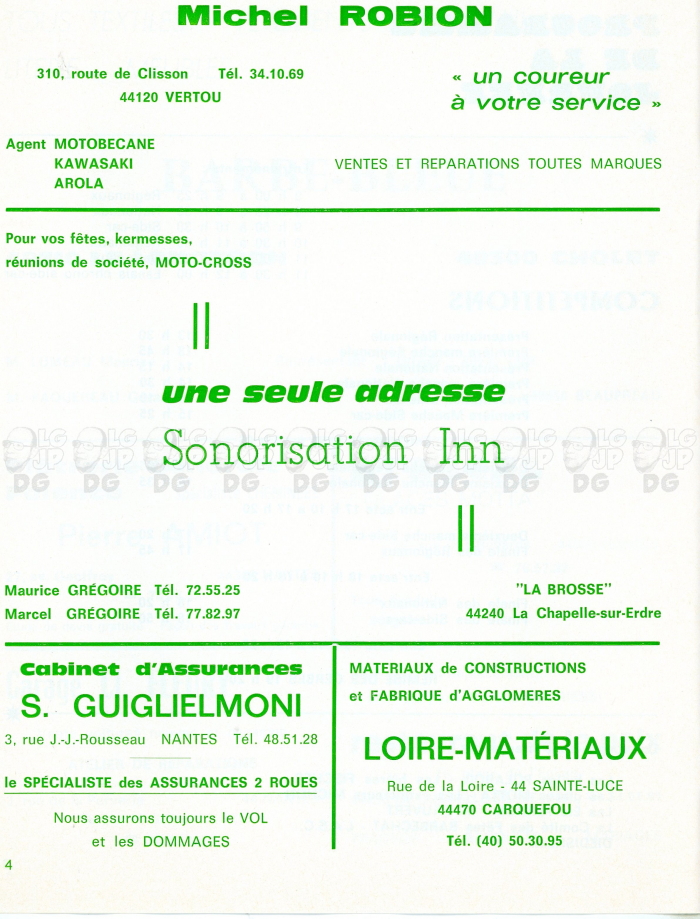 Michel ROBION
310, route de Clisson Tél. 34.10.69
44120 VERTOU
« un coureur
à votre service »
Agent MOTOBECANE
KAWASAKI
AROLA
VENTES ET REPARATIONS TOUTES MARQUES
Pour vos fêtes, kermesses,
réunions de société, MOTO-CROSS
une seule adresse
Sonorisation Inn
LG JP DG
Maurice GRÉGOIRE Tél. 72.55.25
Marcel GRÉGOIRE Tél. 77.82.97
"LA BROSSE"
44240 La Chapelle-sur-Erdre
Cabinet d'Assurances
S. GUIGLIELMONI
3, rue J.-J.-Rousseau NANTES Tél. 48.51.28
le SPÉCIALISTE des ASSURANCES 2 ROUES
Nous assurons toujours le VOL
et les DOMMAGES
MATERIAUX de CONSTRUCTIONS
et FABRIQUE d'AGGLOMERES
LOIRE-MATÉRIAUX
Rue de la Loire - 44 SAINTE-LUCE
44470 CARQUEFOU
Tél. (40) 50.30.95
4